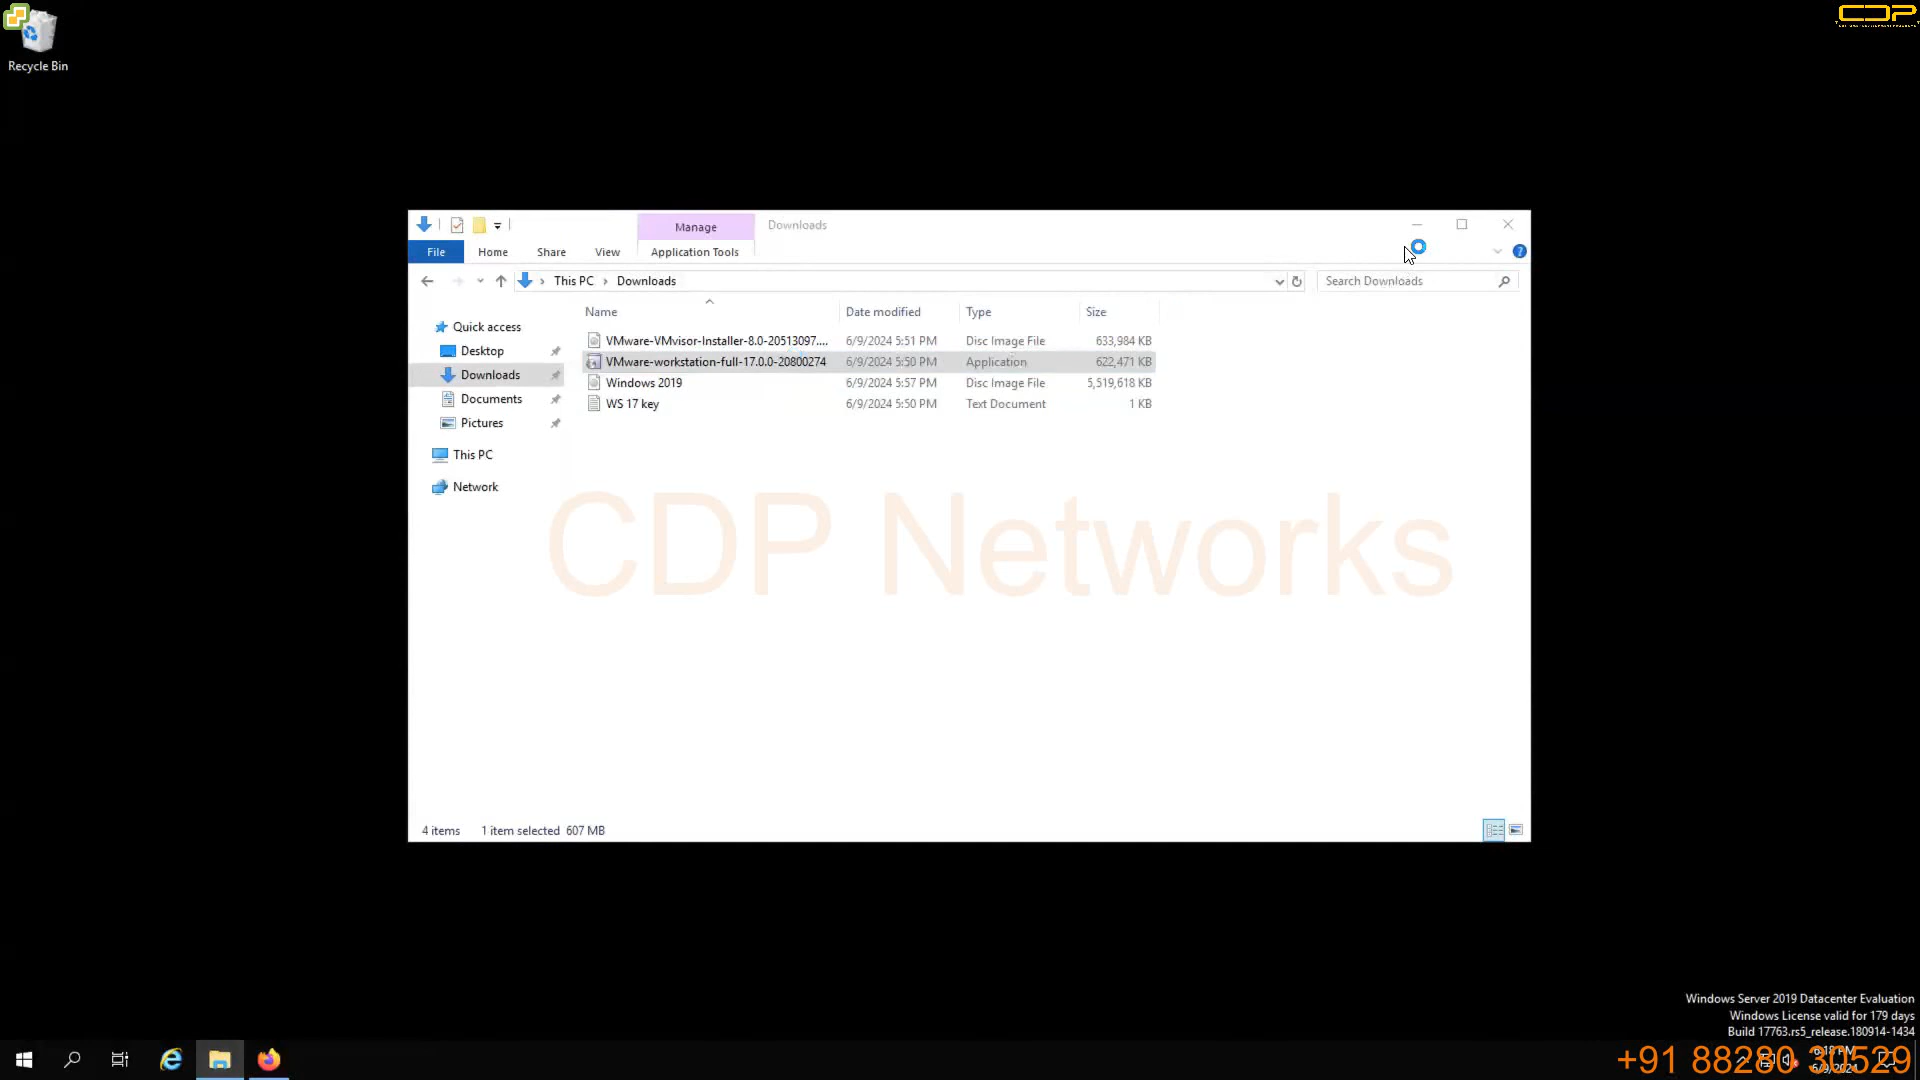 CDP
Recycle Bin
Manage
Downloads
File
Home
Share
View
Application Tools
?
This PC
Downloads
Search Downloads
Name
Date modified
Type
Size
Quick access
Desktop
Downloads
Documents
Pictures
This PC
Network
VMware-VMvisor-Installer-8.0-20513097.... 6/9/2024 5:51 PM Disc Image File 633,984 KB
VMware-workstation-full-17.0.0-20800274 6/9/2024 5:50 PM Application 622,471 KB
Windows 2019 6/9/2024 5:57 PM Disc Image File 5,519,618 KB
WS 17 key 6/9/2024 5:50 PM Text Document 1 KB
CDP Networks
4 items 1 item selected 607 MB
Windows Server 2019 Datacenter Evaluation
Windows License valid for 179 days
Build 17763.rs5_release.180914-1434
+91 88280 30529